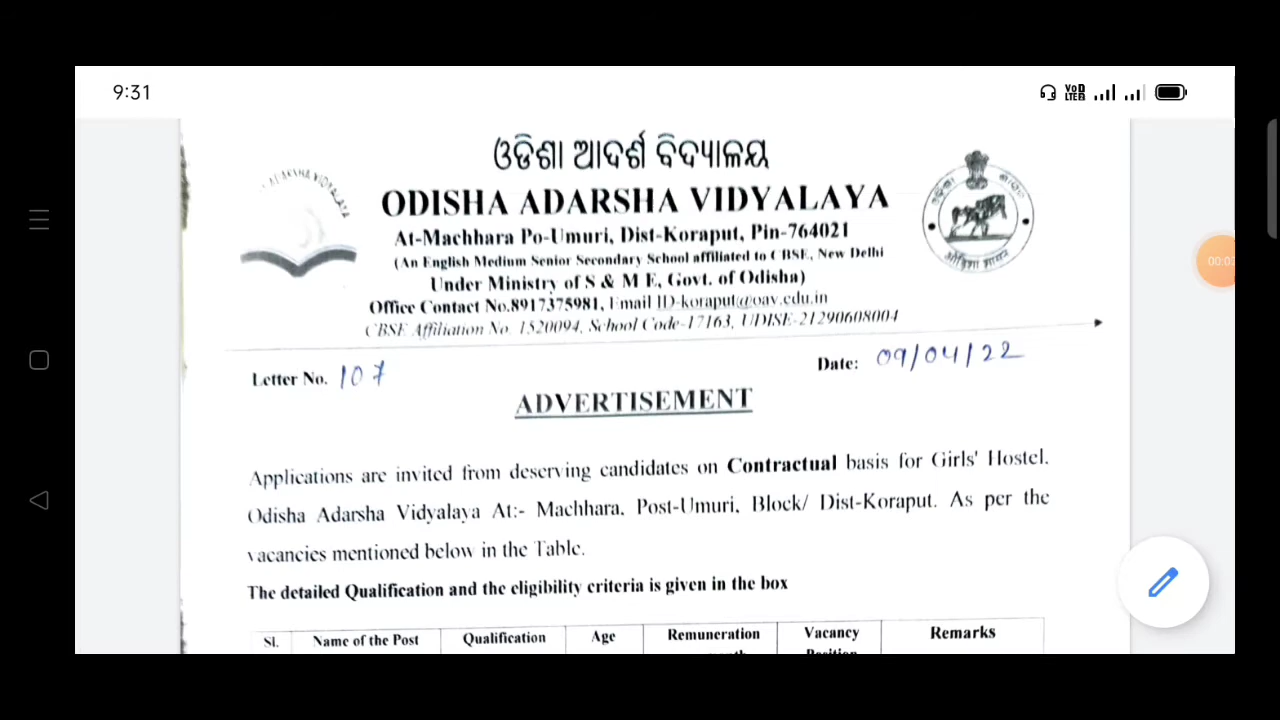 9:31
VoD
LTE
ଓଡିଶା ଆଦର୍ଶ ବିଦ୍ୟାଳୟ
ADARSHA VIDYALAYA
ODISHA ADARSHA VIDYALAYA
At-Machhara Po-Umuri, Dist-Koraput, Pin-764021
(An English Medium Senior Secondary School affiliated to CBSE, New Delhi
Under Ministry of S & M E, Govt. of Odisha)
Office Contact No.8917375981, Email ID-koraput@oav.edu.in
CBSE Affiliation No. 1520094, School Code-17163, UDISE-21290608004
Letter No. 107
Date: 09/04/22
ADVERTISEMENT
Applications are invited from deserving candidates on Contractual basis for Girls' Hostel.
Odisha Adarsha Vidyalaya At:- Machhara, Post-Umuri, Block/ Dist-Koraput. As per the
vacancies mentioned below in the Table.
The detailed Qualification and the eligibility criteria is given in the box
Sl. Name of the Post Qualification Age Remuneration Vacancy Remarks
Position